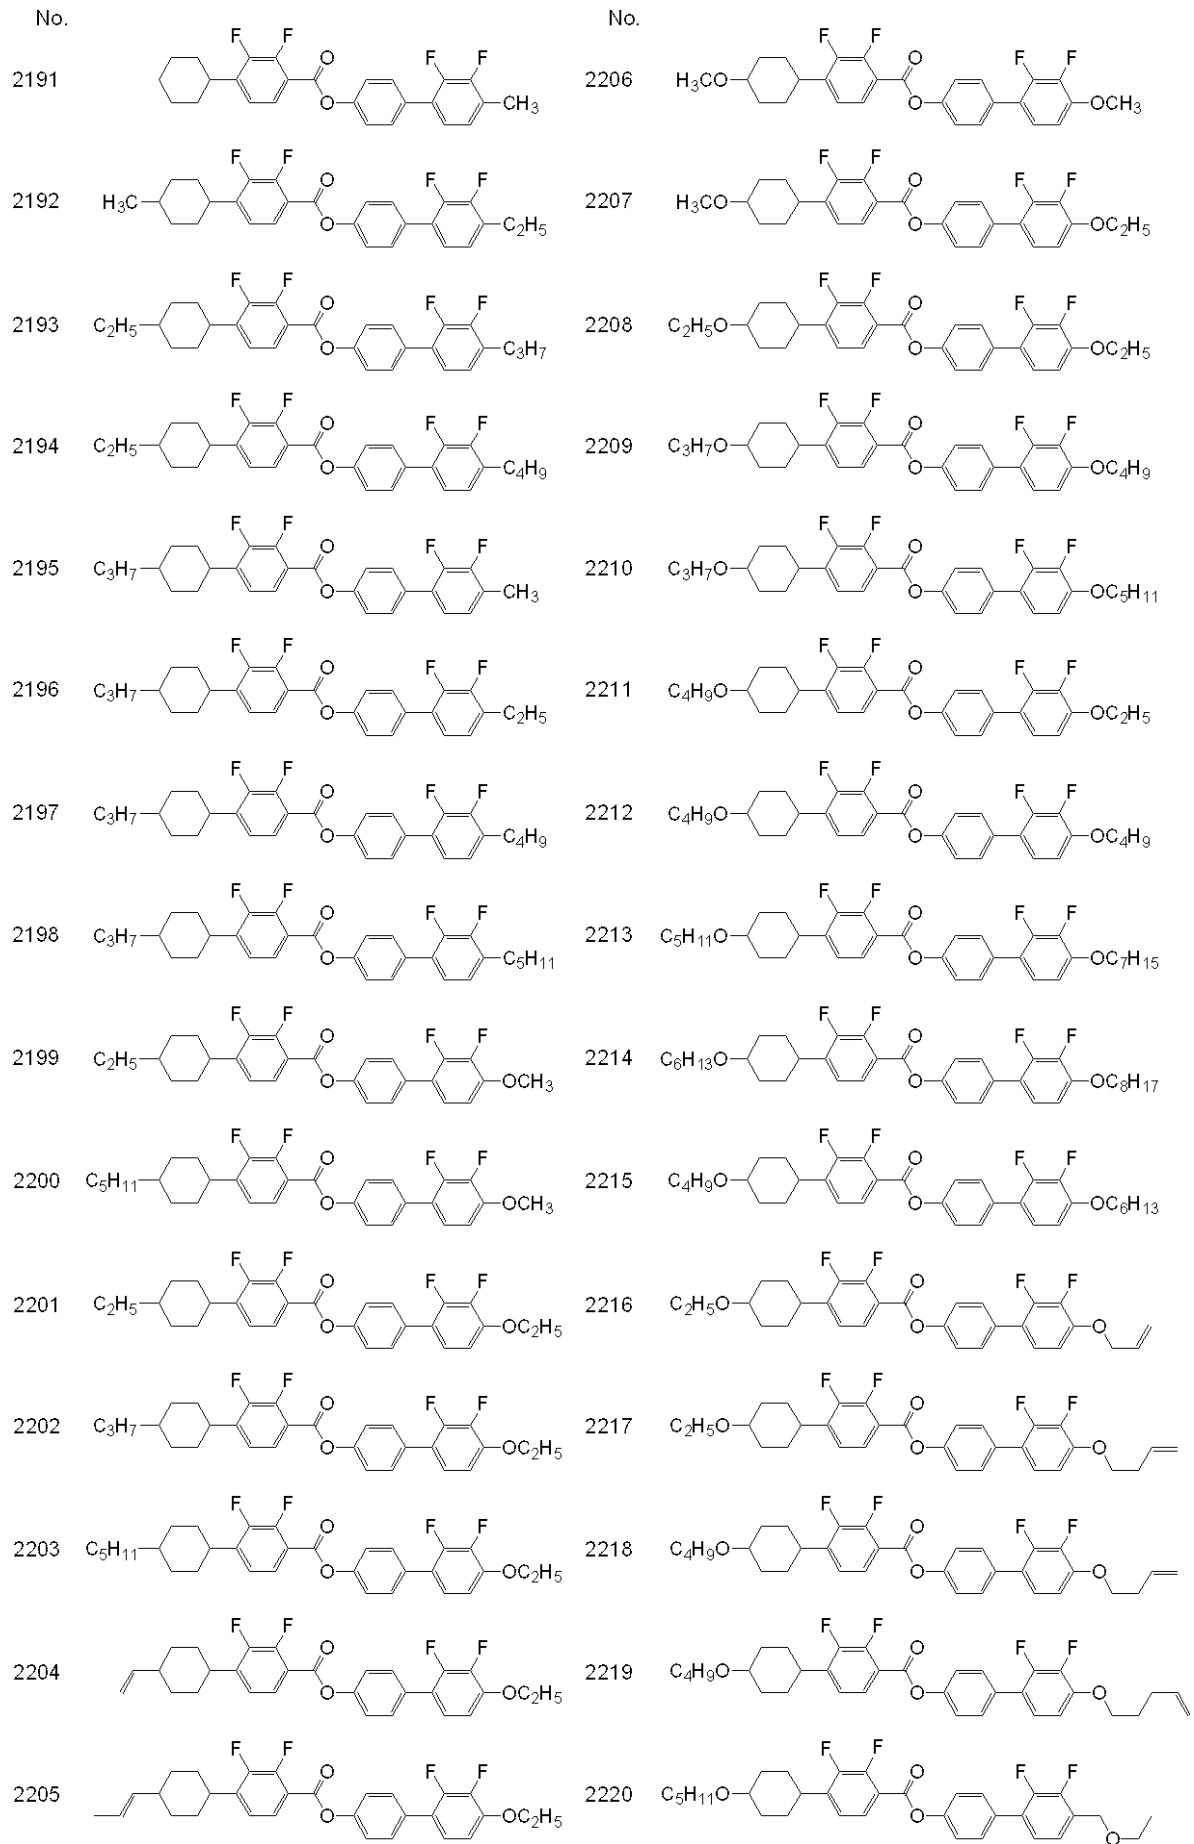 No.
F F
O F F
2191
O CH3
F F
O F F
2192 H3C
O C2H5
F F
O F F
2193 C2H5
O C3H7
F F
O F F
2194 C2H5
O C4H9
F F
O F F
2195 C3H7
O CH3
F F
O F F
2196 C3H7
O C2H5
F F
O F F
2197 C3H7
O C4H9
F F
O F F
2198 C3H7
O C5H11
F F
O F F
2199 C2H5
O OCH3
F F
O F F
2200 C5H11
O OCH3
F F
O F F
2201 C2H5
O OC2H5
F F
O F F
2202 C3H7
O OC2H5
F F
O F F
2203 C5H11
O OC2H5
F F
O F F
2204
O OC2H5
F F
O F F
2205
O OC2H5
No.
F F
O F F
2206 H3CO
O OCH3
F F
O F F
2207 H3CO
O OC2H5
F F
O F F
2208 C2H5O
O OC2H5
F F
O F F
2209 C3H7O
O OC4H9
F F
O F F
2210 C3H7O
O OC5H11
F F
O F F
2211 C4H9O
O OC2H5
F F
O F F
2212 C4H9O
O OC4H9
F F
O F F
2213 C5H11O
O OC7H15
F F
O F F
2214 C6H13O
O OC8H17
F F
O F F
2215 C4H9O
O OC6H13
F F
O F F
2216 C2H5O
O O
F F
O F F
2217 C2H5O
O O
F F
O F F
2218 C4H9O
O O
F F
O F F
2219 C4H9O
O O
F F
O F F
2220 C5H11O
O
O